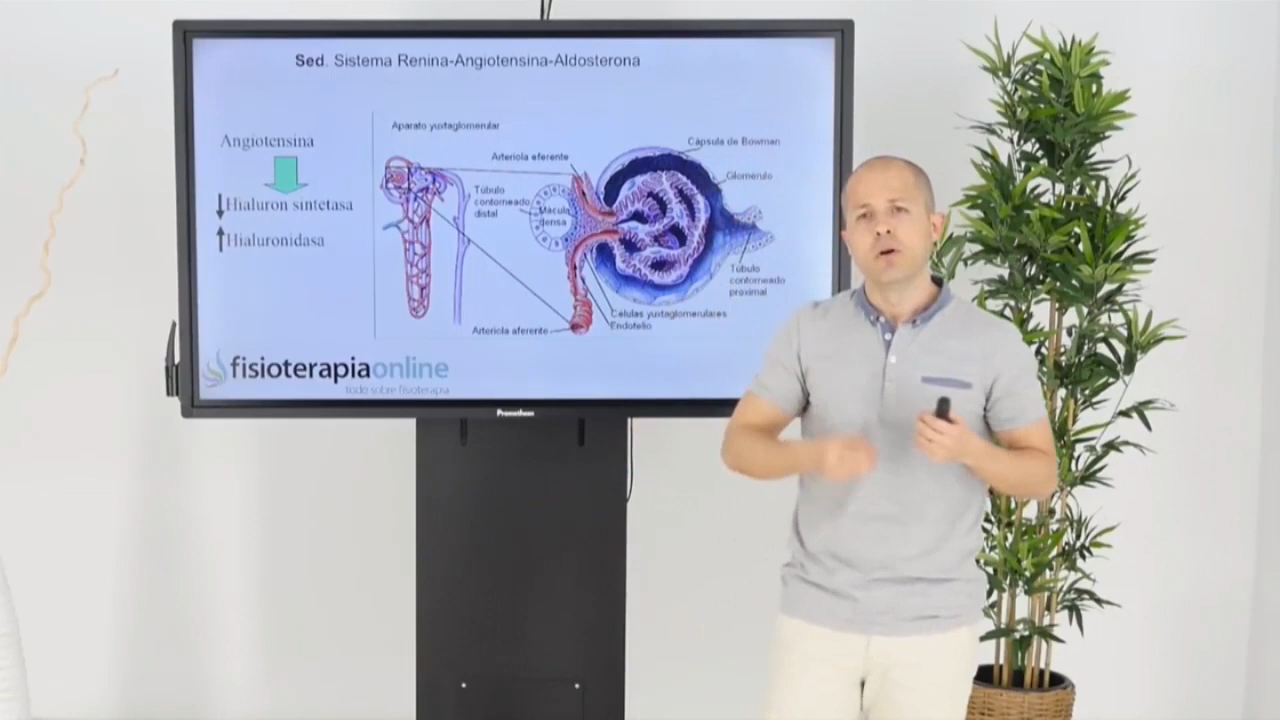 Sed. Sistema Renina-Angiotensina-Aldosterona
Angiotensina
Hialuron sintetasa
Hialuronidasa
Aparato yuxtaglomerular
Arteriola eferente
Cápsula de Bowman
Glomérulo
Túbulo
contorneado
distal
Mácula
densa
Túbulo
contorneado
proximal
Células yuxtaglomerulares
Endotelio
Arteriola aferente
fisioterapiaonline
todo sobre fisioterapia
Promethean